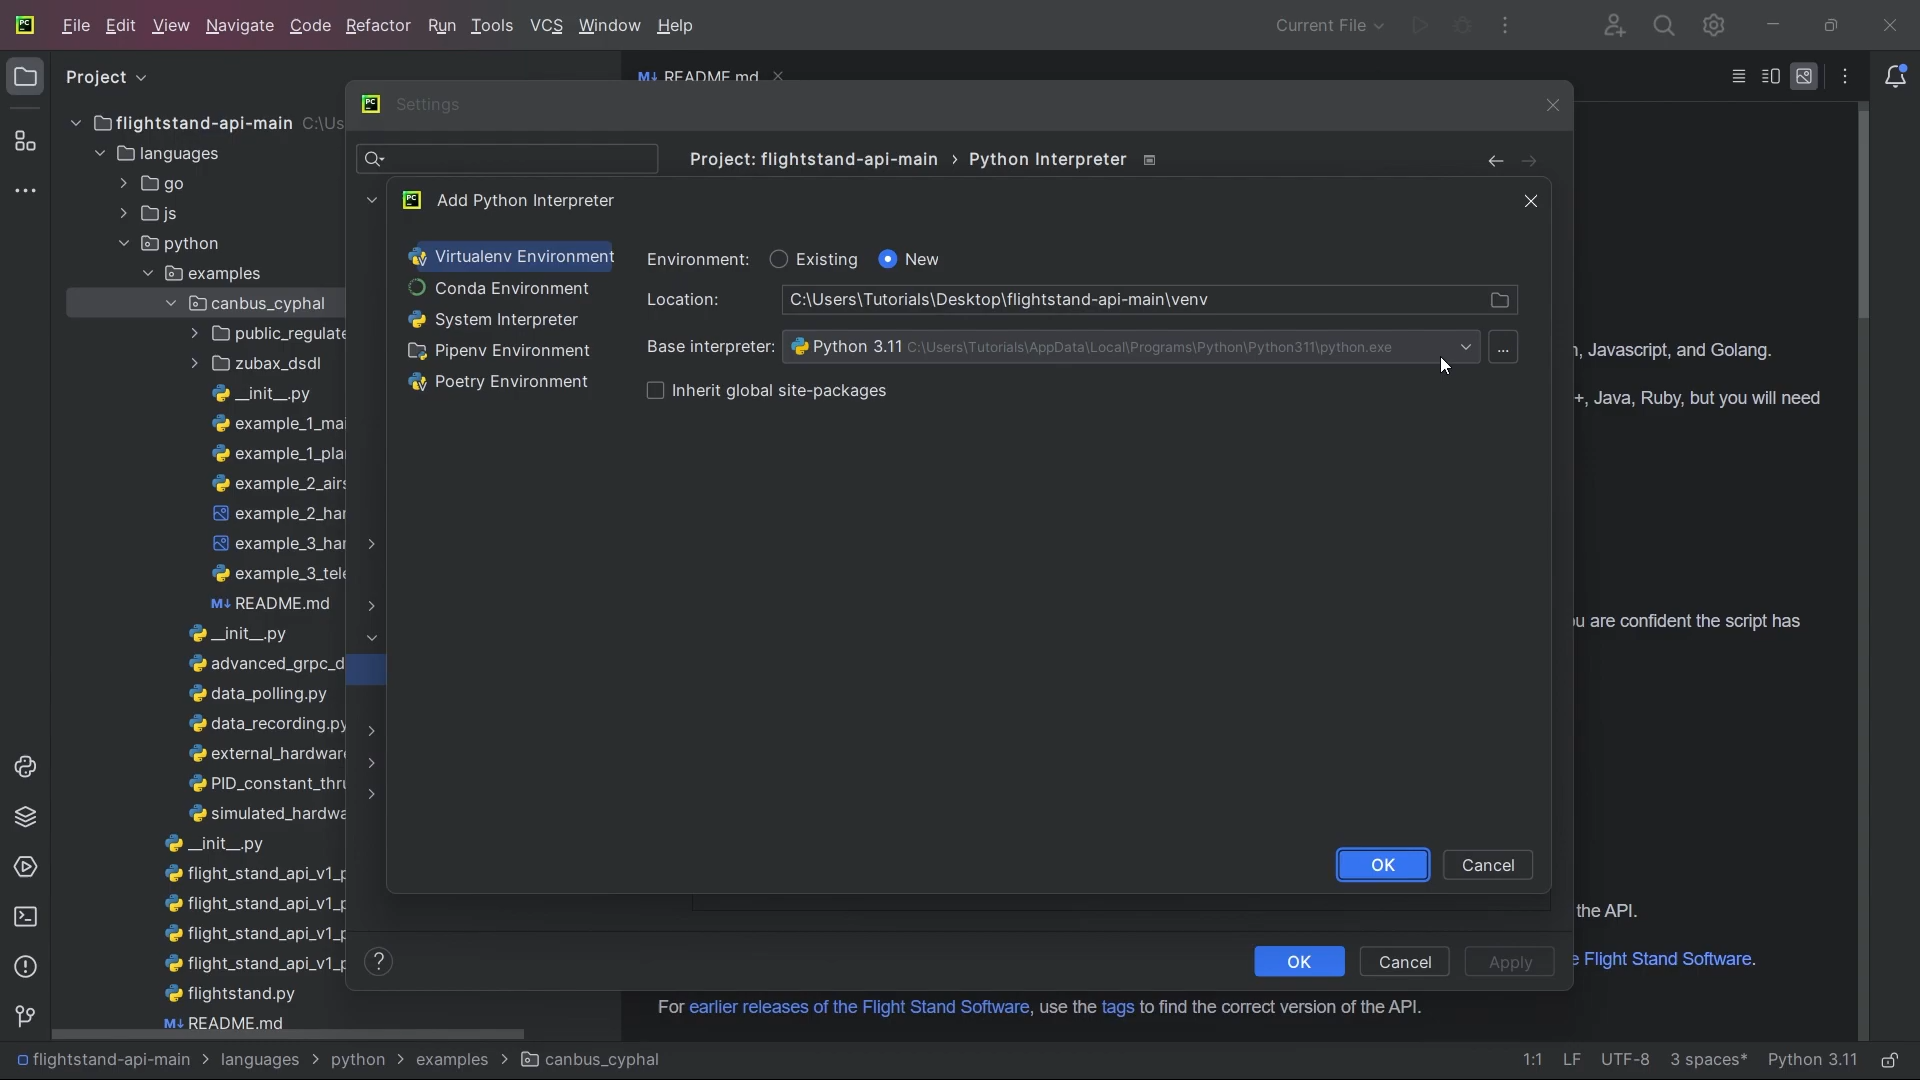 File Edit View Navigate Code Refactor Run Tools VCS Window Help
Current File
Project
README.md
flightstand-api-main C:\Us
Settings
languages
Project: flightstand-api-main › Python Interpreter
go
js
python
examples
canbus_cyphal
public_regulate
zubax_dsdl
__init__.py
example_1_mai
example_1_pla
example_2_airs
example_2_har
example_3_har
example_3_tele
README.md
__init__.py
advanced_grpc_d
data_polling.py
data_recording.py
external_hardware
PID_constant_thru
simulated_hardwa
__init__.py
flight_stand_api_v1_p
flight_stand_api_v1_p
flight_stand_api_v1_p
flight_stand_api_v1_p
flightstand.py
README.md
Add Python Interpreter
Virtualenv Environment
Conda Environment
System Interpreter
Pipenv Environment
Poetry Environment
Environment: Existing New
Location: C:\Users\Tutorials\Desktop\flightstand-api-main\venv
Base interpreter: Python 3.11 C:\Users\Tutorials\AppData\Local\Programs\Python\Python311\python.exe ...
Inherit global site-packages
OK Cancel
? OK Cancel Apply
, Javascript, and Golang.
+, Java, Ruby, but you will need
u are confident the script has
the API.
e Flight Stand Software.
For earlier releases of the Flight Stand Software, use the tags to find the correct version of the API.
flightstand-api-main › languages › python › examples › canbus_cyphal
1:1 LF UTF-8 3 spaces* Python 3.11